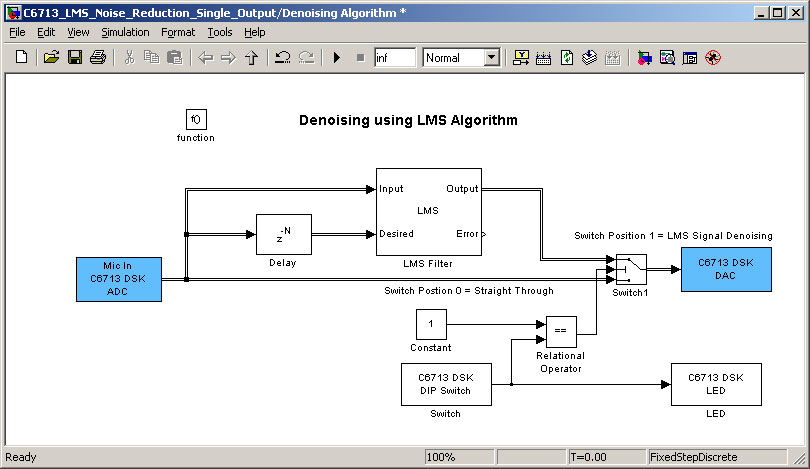 C6713_LMS_Noise_Reduction_Single_Output/Denoising Algorithm *
File Edit View Simulation Format Tools Help
inf Normal
f()
function
Denoising using LMS Algorithm
Input Output
LMS
Desired Error
LMS Filter
z -N
Delay
Mic In
C6713 DSK
ADC
Switch Position 1 = LMS Signal Denoising
C6713 DSK
DAC
Switch1
Switch Postion 0 = Straight Through
1
Constant
==
Relational
Operator
C6713 DSK
DIP Switch
Switch
C6713 DSK
LED
LED
Ready 100% T=0.00 FixedStepDiscrete